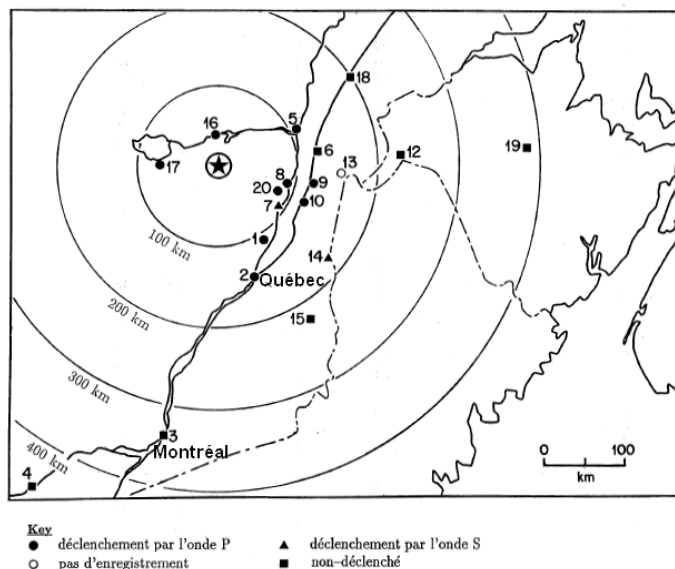 18
16
5
6
13
12
19
17
8
20
9
7
10
1
14
100 km
2 Québec
200 km
15
300 km
3
Montréal
400 km
4
0 100
km
Key
déclenchement par l'onde P
déclenchement par l'onde S
pas d'enregistrement
non-déclenché